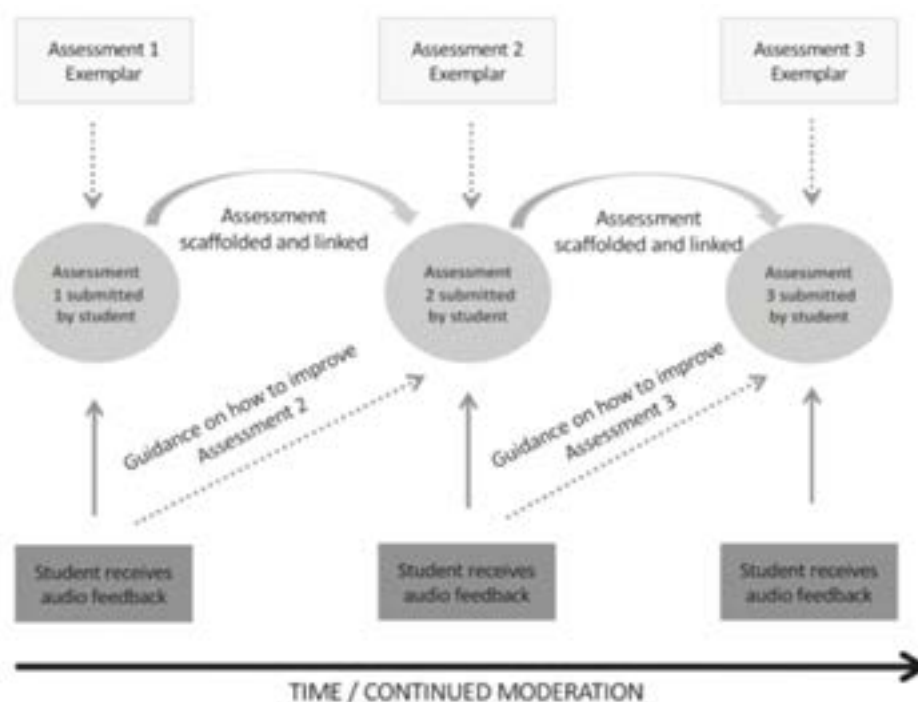 Assessment 1
Exemplar
Assessment 2
Exemplar
Assessment 3
Exemplar
Assessment
scaffolded and linked
Assessment
scaffolded and linked
Assessment
1 submitted
by student
Assessment
2 submitted
by student
Assessment
3 submitted
by student
Guidance on how to improve
Assessment 2
Guidance on how to improve
Assessment 3
Student receives
audio feedback
Student receives
audio feedback
Student receives
audio feedback
TIME / CONTINUED MODERATION